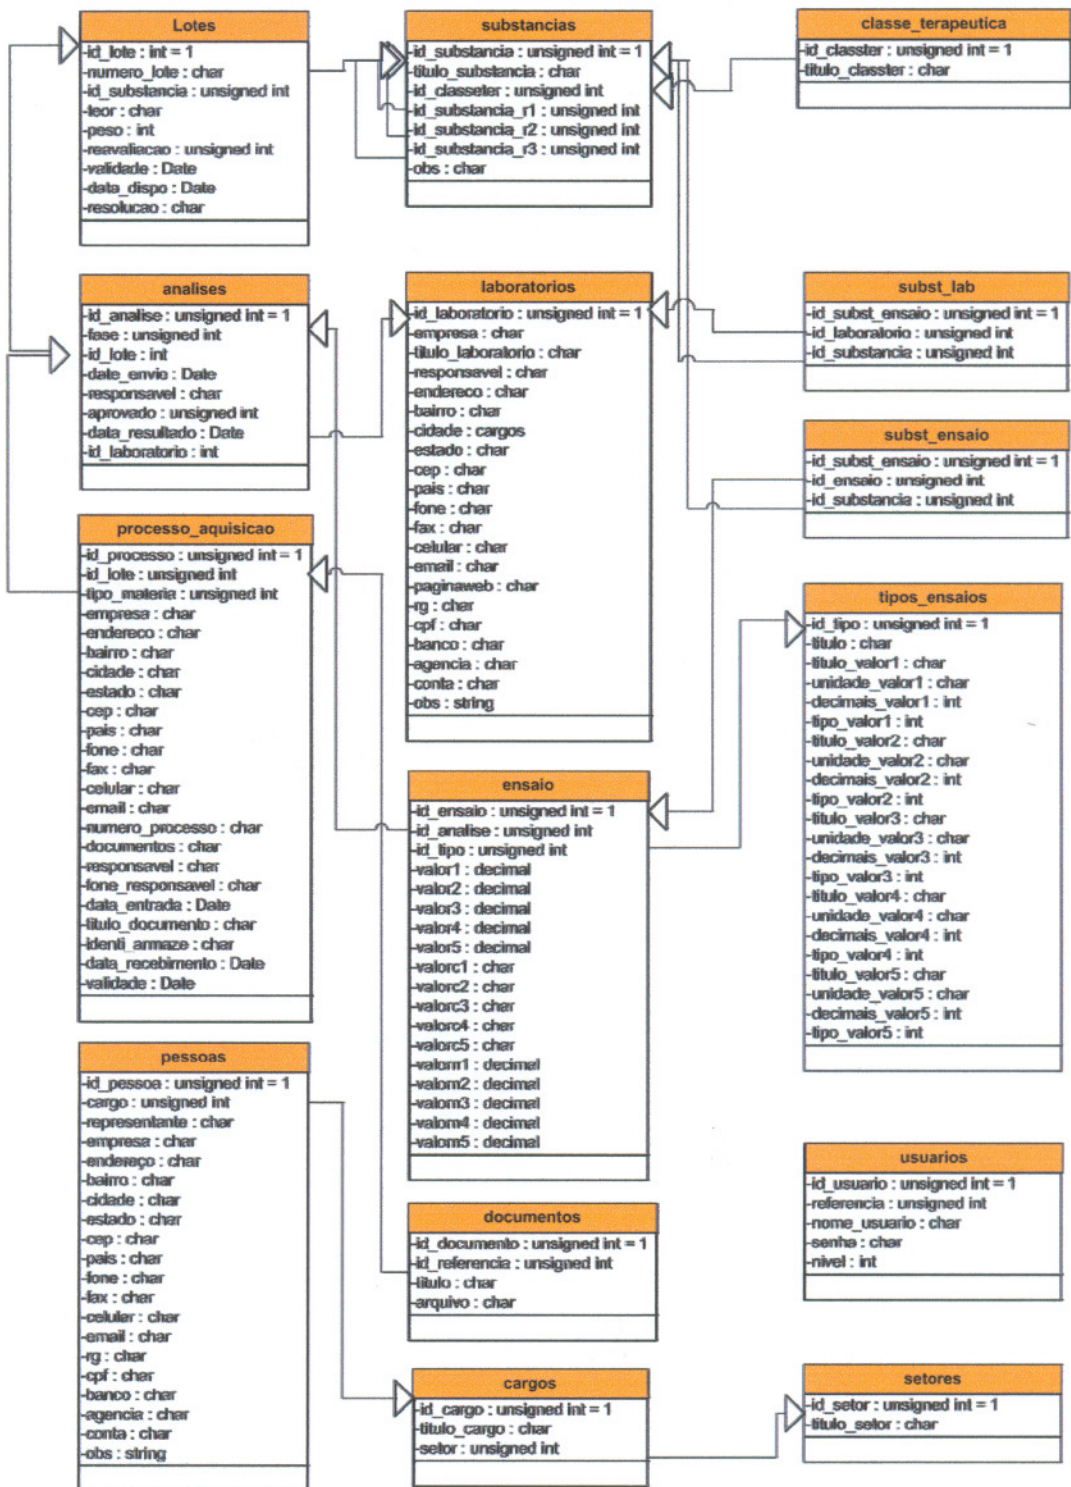 Lotes
-id_lote : int = 1
-numero_lote : char
-id_substancia : unsigned int
-teor : char
-peso : int
-reavaliacao : unsigned int
-validade : Date
-data_dispo : Date
-resolucao : char
substancias
-id_substancia : unsigned int = 1
-titulo_substancia : char
-id_classeter : unsigned int
-id_substancia_r1 : unsigned int
-id_substancia_r2 : unsigned int
-id_substancia_r3 : unsigned int
-obs : char
classe_terapeutica
-id_classter : unsigned int = 1
-titulo_classter : char
analises
-id_analise : unsigned int = 1
-fase : unsigned int
-id_lote : int
-date_envio : Date
-responsavel : char
-aprovado : unsigned int
-data_resultado : Date
-id_laboratorio : int
laboratorios
-id_laboratorio : unsigned int = 1
-empresa : char
-titulo_laboratorio : char
-responsavel : char
-endereco : char
-bairro : char
-cidade : cargos
-estado : char
-cep : char
-pais : char
-fone : char
-fax : char
-celular : char
-email : char
-paginaweb : char
-rg : char
-cpf : char
-banco : char
-agencia : char
-conta : char
-obs : string
subst_lab
-id_subst_ensaio : unsigned int = 1
-id_laboratorio : unsigned int
-id_substancia : unsigned int
subst_ensaio
-id_subst_ensaio : unsigned int = 1
-id_ensaio : unsigned int
-id_substancia : unsigned int
processo_aquisicao
-id_processo : unsigned int = 1
-id_lote : unsigned int
-tipo_materia : unsigned int
-empresa : char
-endereco : char
-bairro : char
-cidade : char
-estado : char
-cep : char
-pais : char
-fone : char
-fax : char
-celular : char
-email : char
-numero_processo : char
-documentos : char
-responsavel : char
-fone_responsavel : char
-data_entrada : Date
-titulo_documento : char
-identi_armaze : char
-data_recebimento : Date
-validade : Date
tipos_ensaios
-id_tipo : unsigned int = 1
-titulo : char
-titulo_valor1 : char
-unidade_valor1 : char
-decimais_valor1 : int
-tipo_valor1 : int
-titulo_valor2 : char
-unidade_valor2 : char
-decimais_valor2 : int
-tipo_valor2 : int
-titulo_valor3 : char
-unidade_valor3 : char
-decimais_valor3 : int
-tipo_valor3 : int
-titulo_valor4 : char
-unidade_valor4 : char
-decimais_valor4 : int
-tipo_valor4 : int
-titulo_valor5 : char
-unidade_valor5 : char
-decimais_valor5 : int
-tipo_valor5 : int
ensaio
-id_ensaio : unsigned int = 1
-id_analise : unsigned int
-id_tipo : unsigned int
-valor1 : decimal
-valor2 : decimal
-valor3 : decimal
-valor4 : decimal
-valor5 : decimal
-valorc1 : char
-valorc2 : char
-valorc3 : char
-valorc4 : char
-valorc5 : char
-valorn1 : decimal
-valorn2 : decimal
-valorn3 : decimal
-valorn4 : decimal
-valorn5 : decimal
pessoas
-id_pessoa : unsigned int = 1
-cargo : unsigned int
-representante : char
-empresa : char
-endereço : char
-bairro : char
-cidade : char
-estado : char
-cep : char
-pais : char
-fone : char
-fax : char
-celular : char
-email : char
-rg : char
-cpf : char
-banco : char
-agencia : char
-conta : char
-obs : string
usuarios
-id_usuario : unsigned int = 1
-referencia : unsigned int
-nome_usuario : char
-senha : char
-nivel : int
documentos
-id_documento : unsigned int = 1
-id_referencia : unsigned int
-titulo : char
-arquivo : char
cargos
-id_cargo : unsigned int = 1
-titulo_cargo : char
-setor : unsigned int
setores
-id_setor : unsigned int = 1
-titulo_setor : char